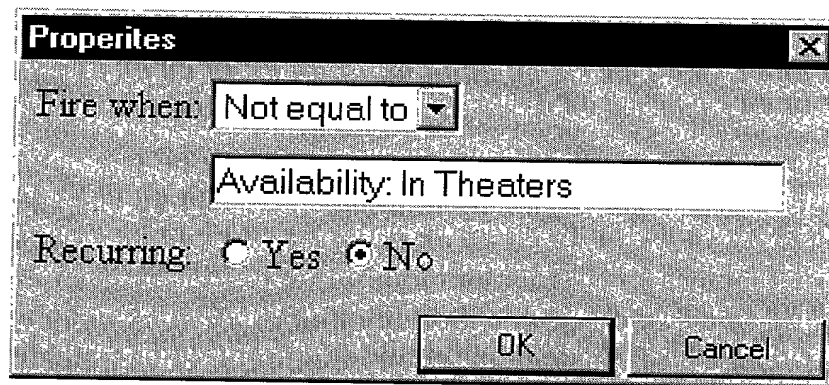 Properites
Fire when: Not equal to
Availability: In Theaters
Recurring: Yes No
OK Cancel